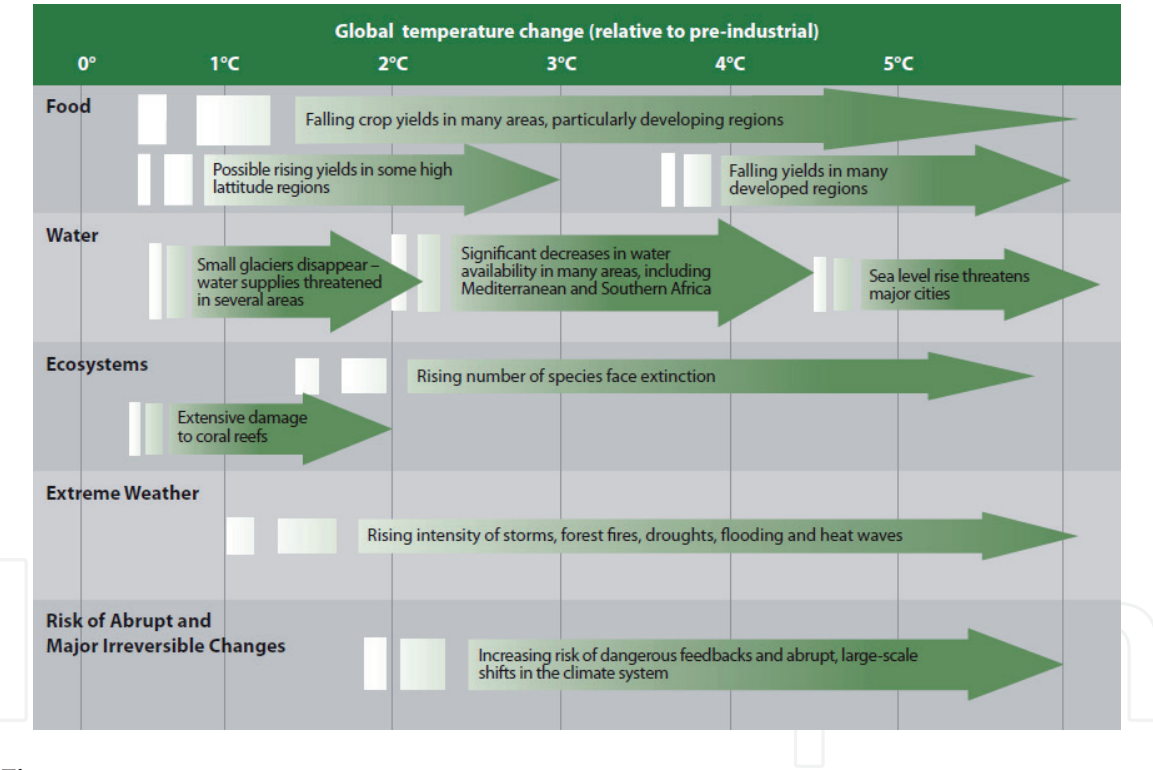 Global temperature change (relative to pre-industrial)
0° 1°C 2°C 3°C 4°C 5°C
Food
Falling crop yields in many areas, particularly developing regions
Possible rising yields in some high
lattitude regions
Falling yields in many
developed regions
Water
Small glaciers disappear –
water supplies threatened
in several areas
Significant decreases in water
availability in many areas, including
Mediterranean and Southern Africa
Sea level rise threatens
major cities
Ecosystems
Rising number of species face extinction
Extensive damage
to coral reefs
Extreme Weather
Rising intensity of storms, forest fires, droughts, flooding and heat waves
Risk of Abrupt and
Major Irreversible Changes
Increasing risk of dangerous feedbacks and abrupt, large-scale
shifts in the climate system